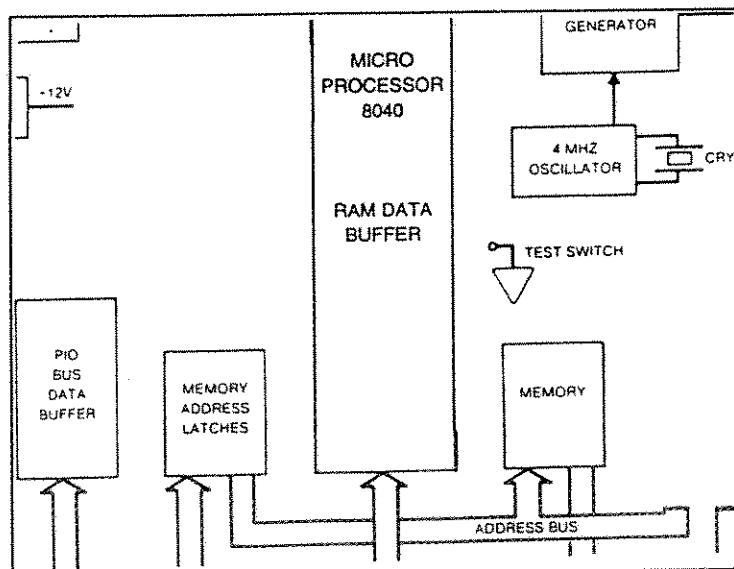 GENERATOR
MICRO
PROCESSOR
8040
-12V
4 MHZ
OSCILLATOR
CRY
RAM DATA
BUFFER
TEST SWITCH
PIO
BUS
DATA
BUFFER
MEMORY
ADDRESS
LATCHES
MEMORY
ADDRESS BUS